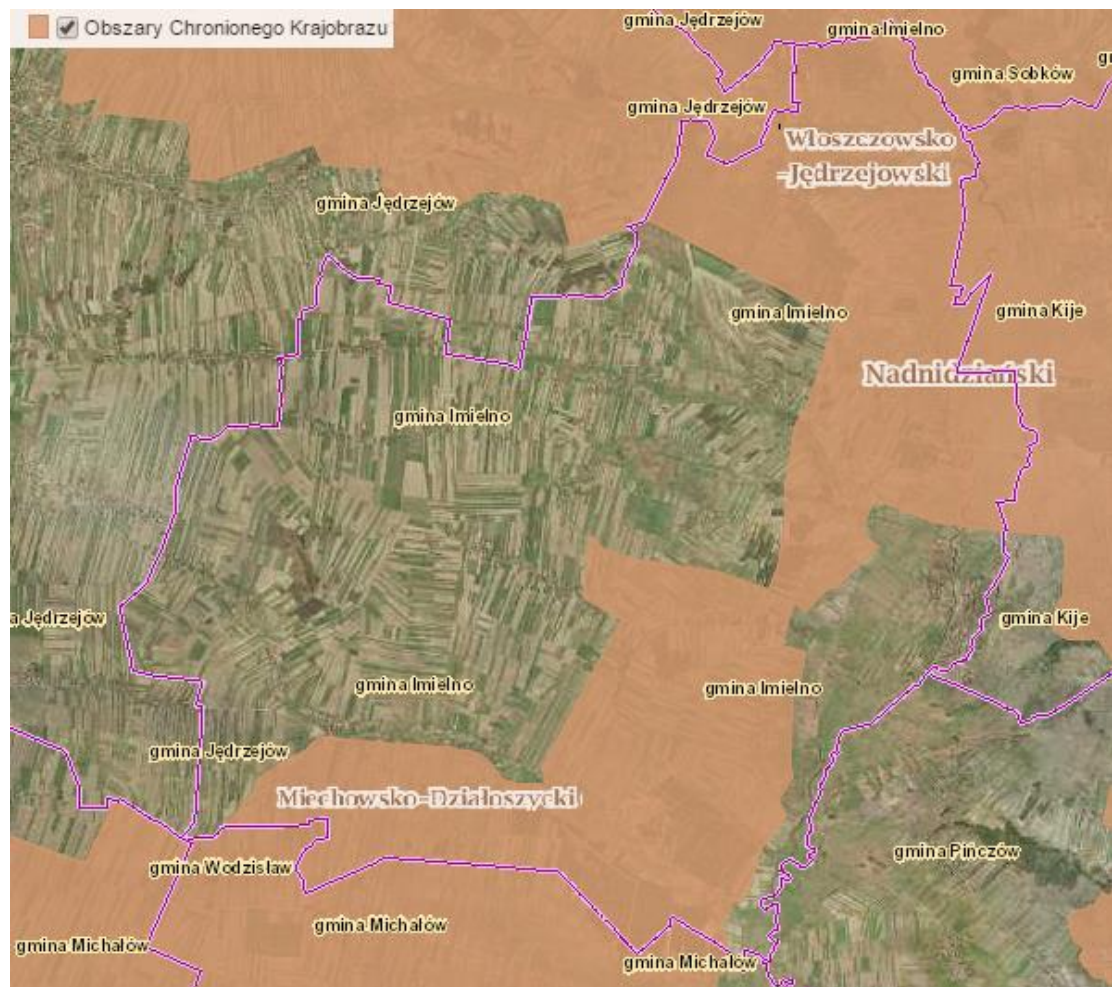 Obszary Chronionego Krajobrazu
gmina Jędrzejów
gmina Imielno
gmina Sobków
gmina Jędrzejów
Włoszczowsko
-Jędrzejowski
gmina Jędrzejów
gmina Imielno
gmina Kije
Nadnidziański
gmina Imielno
a Jędrzejów
gmina Kije
gmina Imielno
gmina Imielno
gmina Jędrzejów
Miechowsko-Działoszycki
gmina Wodzisław
gmina Pińczów
gmina Michałów
gmina Michałów
gmina Michałów